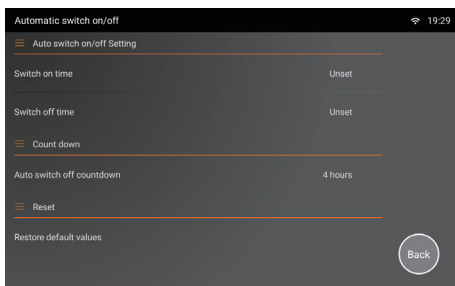 Automatic switch on/off 19:29
Auto switch on/off Setting
Switch on time Unset
Switch off time Unset
Count down
Auto switch off countdown 4 hours
Reset
Restore default values
Back